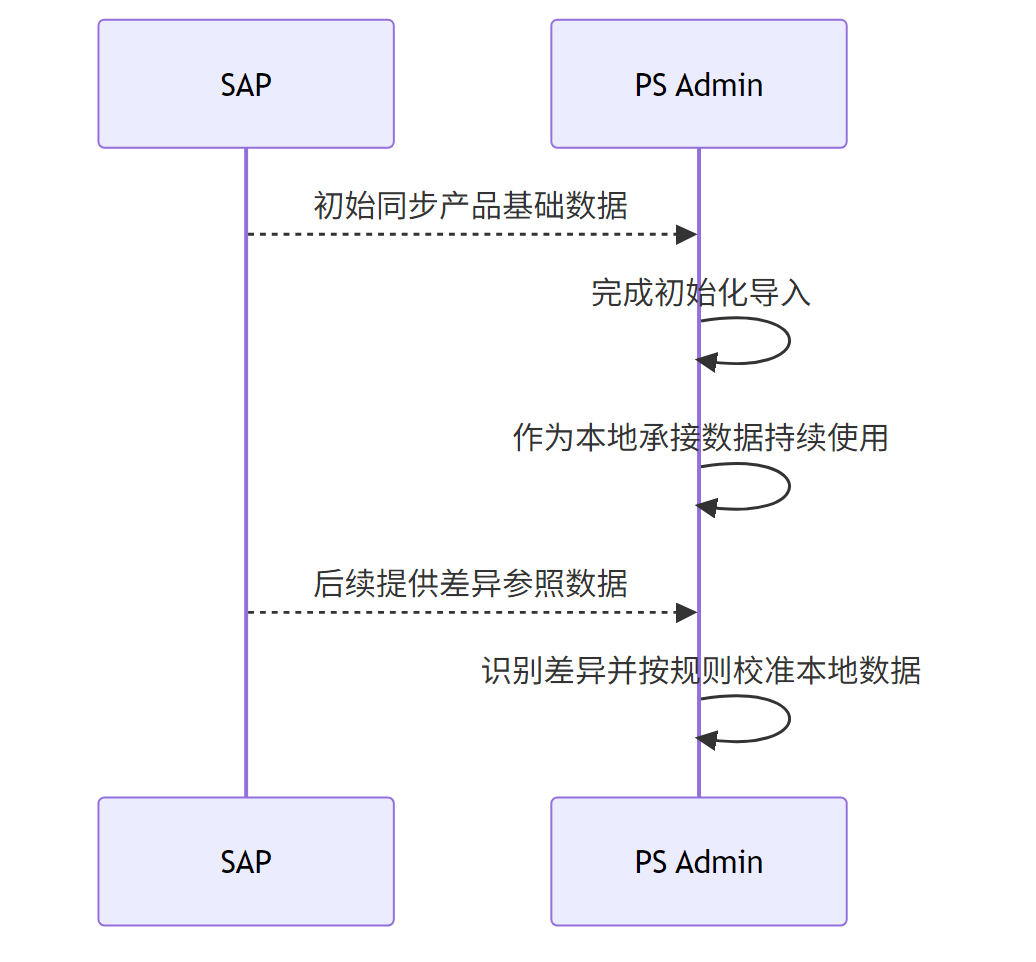 SAP
PS Admin
初始同步产品基础数据
完成初始化导入
作为本地承接数据持续使用
后续提供差异参照数据
识别差异并按规则校准本地数据
SAP
PS Admin